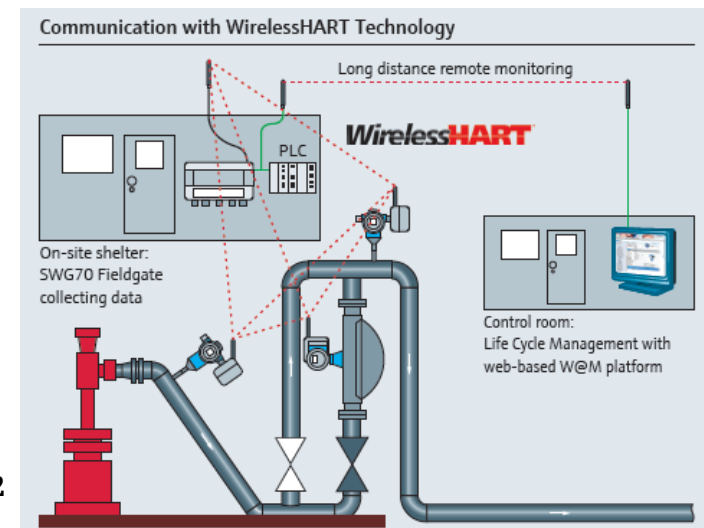 Communication with WirelessHART Technology
Long distance remote monitoring
WirelessHART
PLC
On-site shelter:
SWG70 Fieldgate
collecting data
Control room:
Life Cycle Management with
web-based W@M platform
2